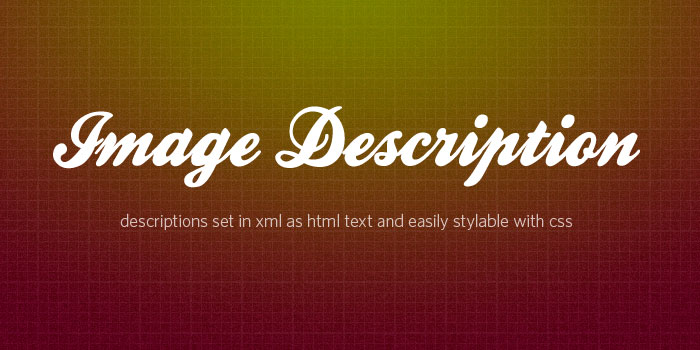 Image Description
descriptions set in xml as html text and easily stylable with css